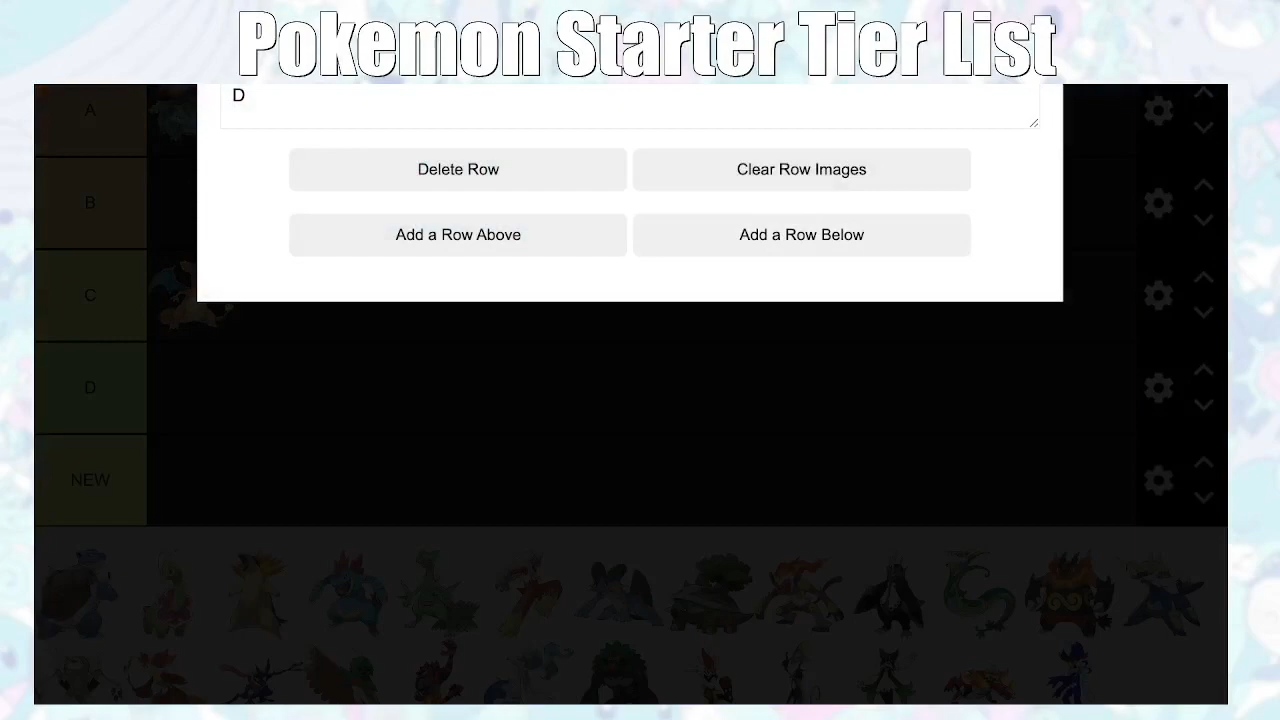 Pokemon Starter Tier List
D
A
Delete Row
Clear Row Images
B
Add a Row Above
Add a Row Below
C
D
NEW